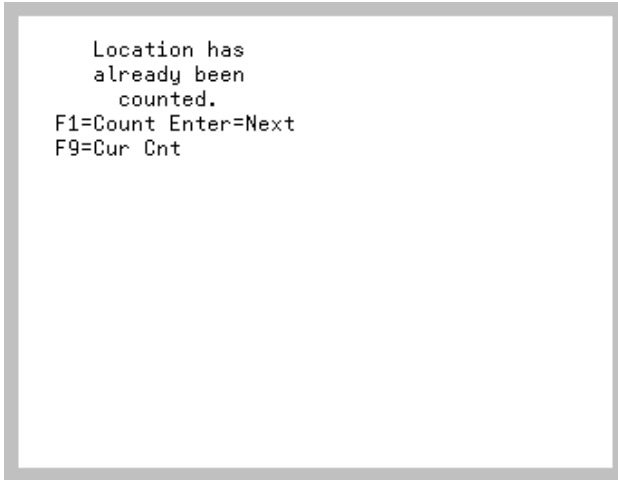 Location has
already been
counted.
F1=Count Enter=Next
F9=Cur Cnt